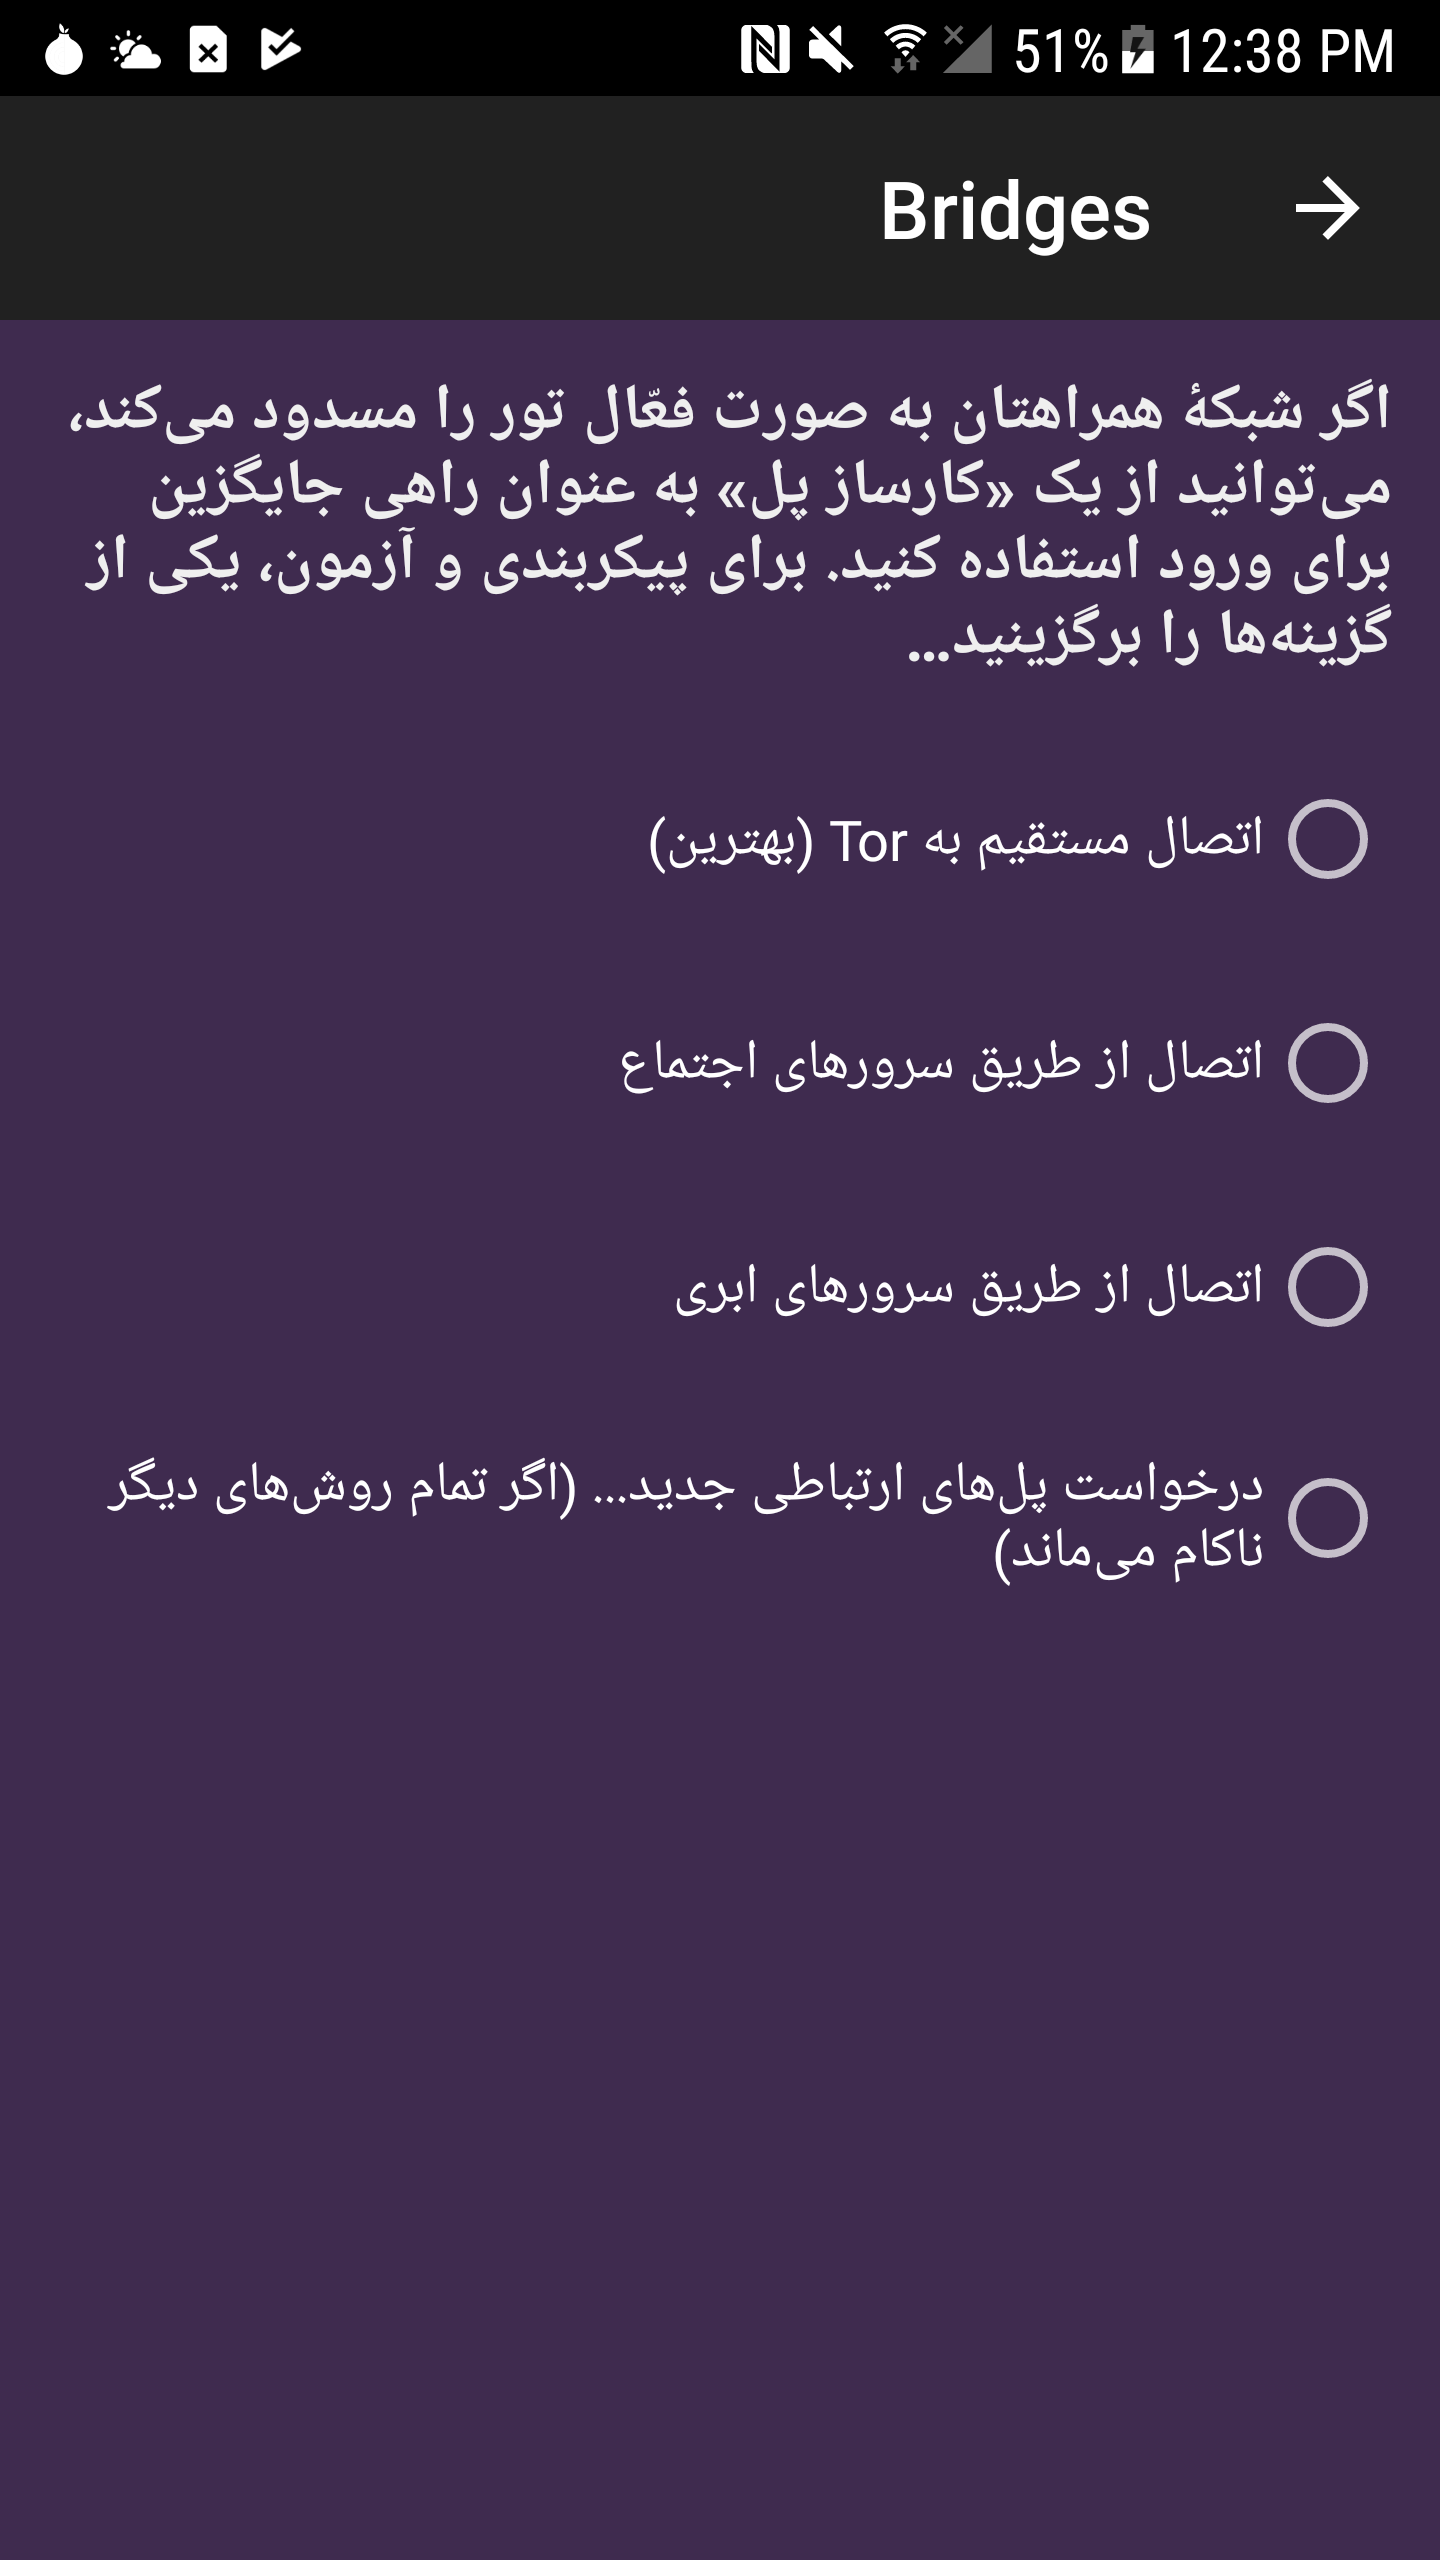 51% 12:38 PM
Bridges
اگر شبکهٔ همراهتان به صورت فعّال تور را مسدود می‌کند،
می‌توانید از یک «کارساز پل» به عنوان راهی جایگزین
برای ورود استفاده کنید. برای پیکربندی و آزمون، یکی از
گزینه‌ها را برگزینید...
اتصال مستقیم به Tor (بهترین)
اتصال از طریق سرورهای اجتماع
اتصال از طریق سرورهای ابری
درخواست پل‌های ارتباطی جدید... (اگر تمام روش‌های دیگر
ناکام می‌ماند)